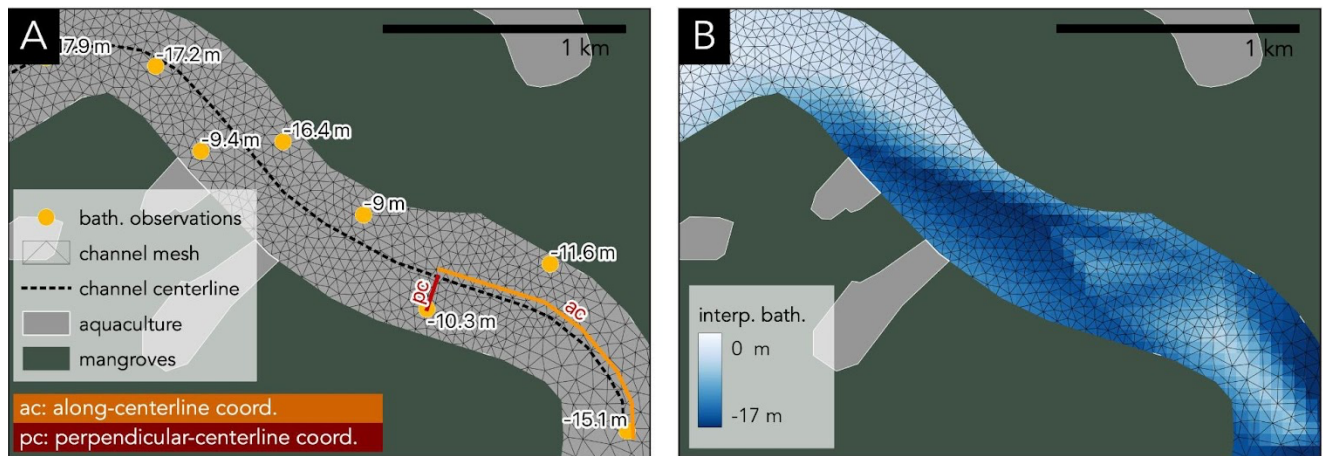 A
-17.9 m
-17.2 m
1 km
-9.4 m
-16.4 m
-9 m
-11.6 m
pc
ac
-10.3 m
-15.1 m
bath. observations
channel mesh
channel centerline
aquaculture
mangroves
ac: along-centerline coord.
pc: perpendicular-centerline coord.
B
1 km
interp. bath.
0 m
-17 m